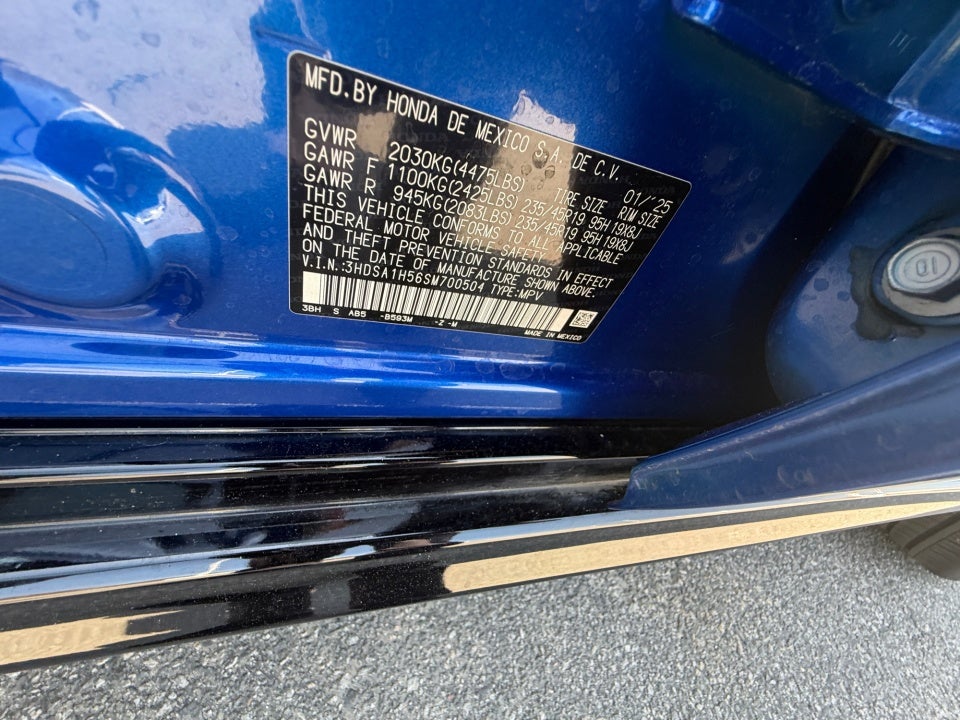 MFD.BY HONDA DE MEXICO S.A. DE C.V.
01/'25
GVWR 2030KG(4475LBS) TIRE SIZE RIM SIZE
GAWR F 1100KG(2425LBS) 235/45R19 95H 19X8J
GAWR R 945KG(2083LBS) 235/45R19 95H 19X8J
THIS VEHICLE CONFORMS TO ALL APPLICABLE
FEDERAL MOTOR VEHICLE SAFETY
AND THEFT PREVENTION STANDARDS IN EFFECT
ON THE DATE OF MANUFACTURE SHOWN ABOVE.
V.I.N.:3HDSA1H56SM700504 TYPE:MPV
3BH S AB5 -B593M -Z -M
MADE IN MEXICO